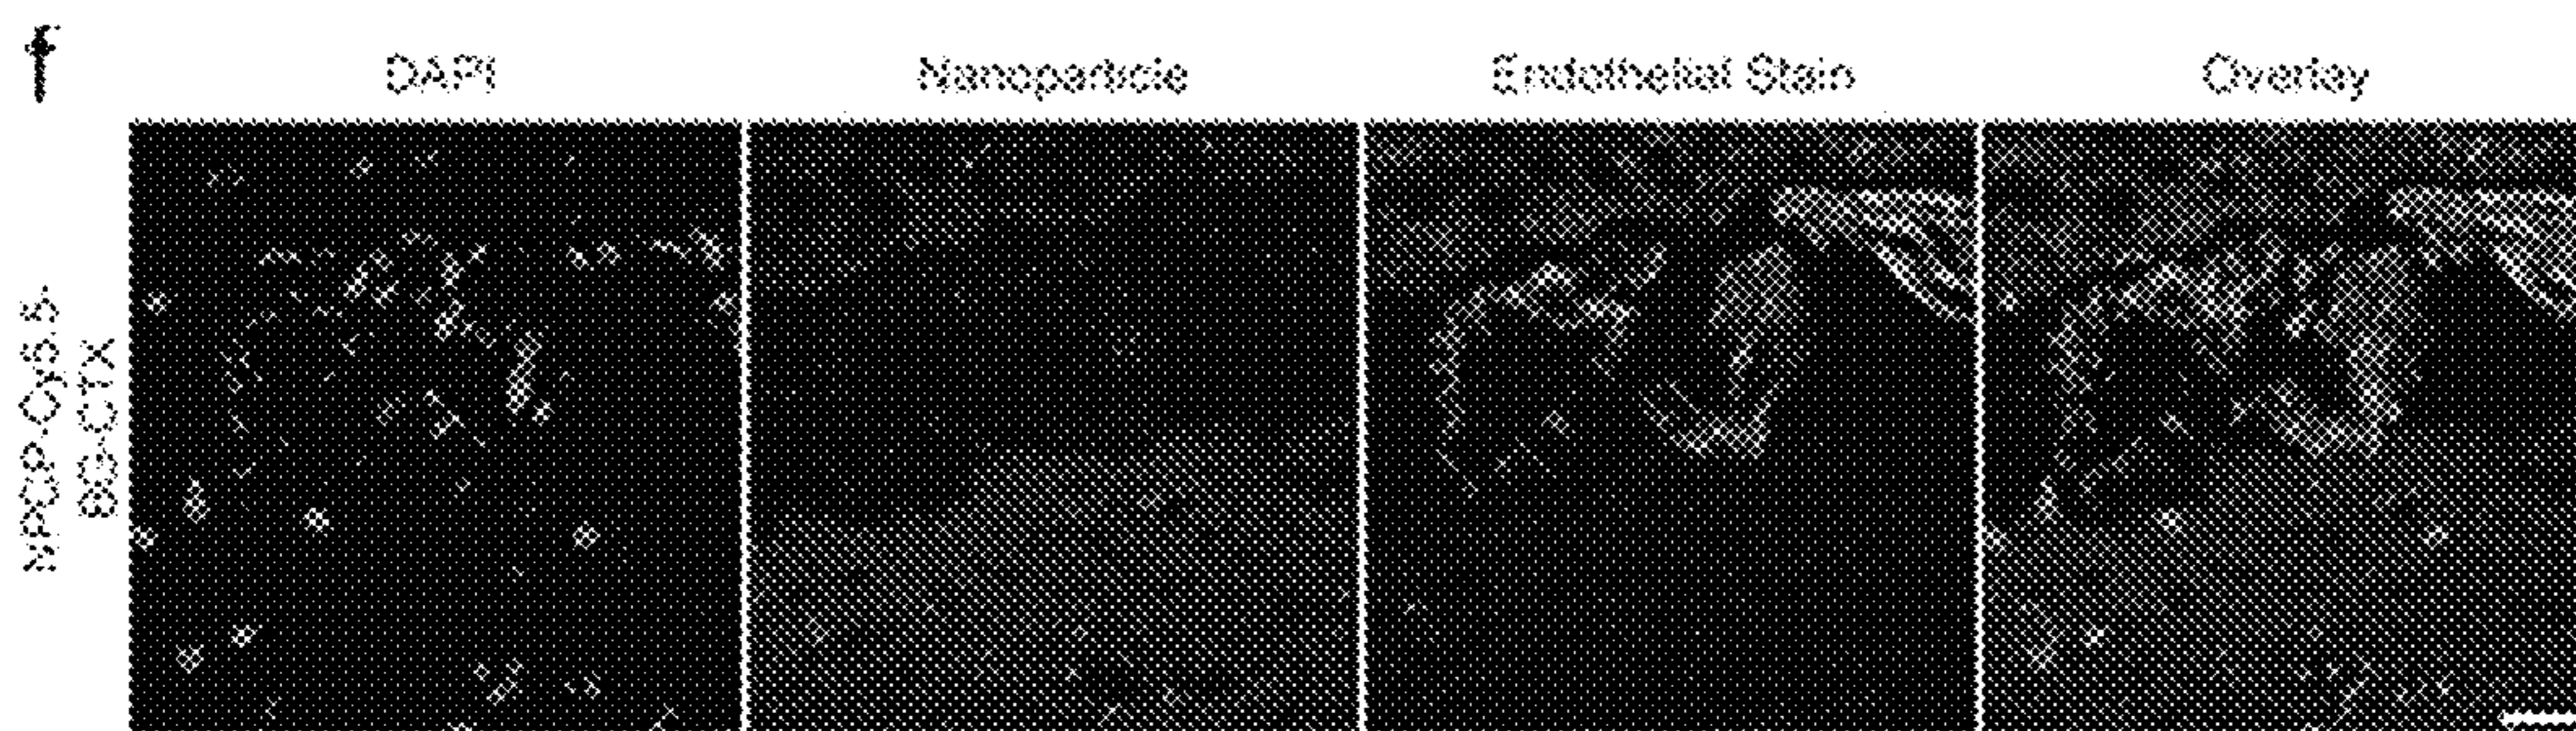 f
DAPI
Nanoparticle
Endothelial Stain
Overlay
NPCP-Cy5.5-
BG-CTX